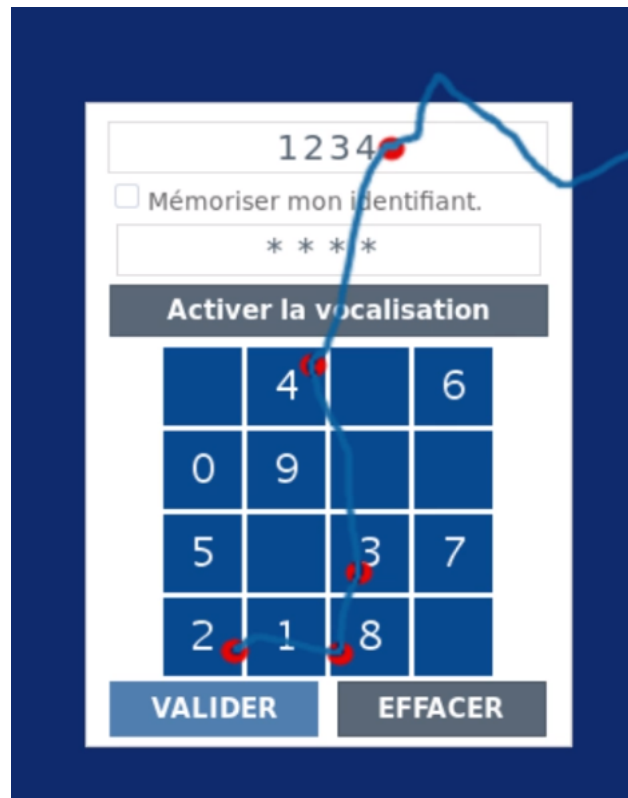 1234
Mémoriser mon identifiant.
* * * *
Activer la vocalisation
4 6
0 9
5 3 7
2 1 8
VALIDER EFFACER